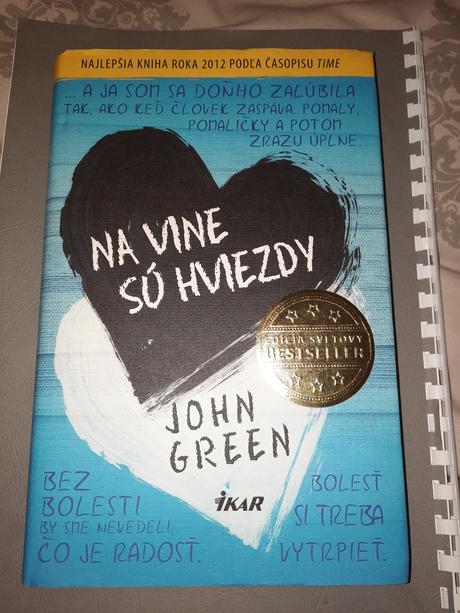 NAJLEPŠIA KNIHA ROKA 2012 PODĽA ČASOPISU TIME
... A JA SOM SA DOŇHO ZAĽÚBILA
TAK, AKO KEĎ ČLOVEK ZASPÁVA. POMALY,
POMALIČKY A POTOM
ZRAZU ÚPLNE.
NA VINE
SÚ HVIEZDY
EDÍCIA SVETOVÝ
BESTSELLER
JOHN
GREEN
IKAR
BEZ
BOLESTI
BY SME NEVEDELI,
ČO JE RADOSŤ.
BOLESŤ
SI TREBA
VYTRPIEŤ.